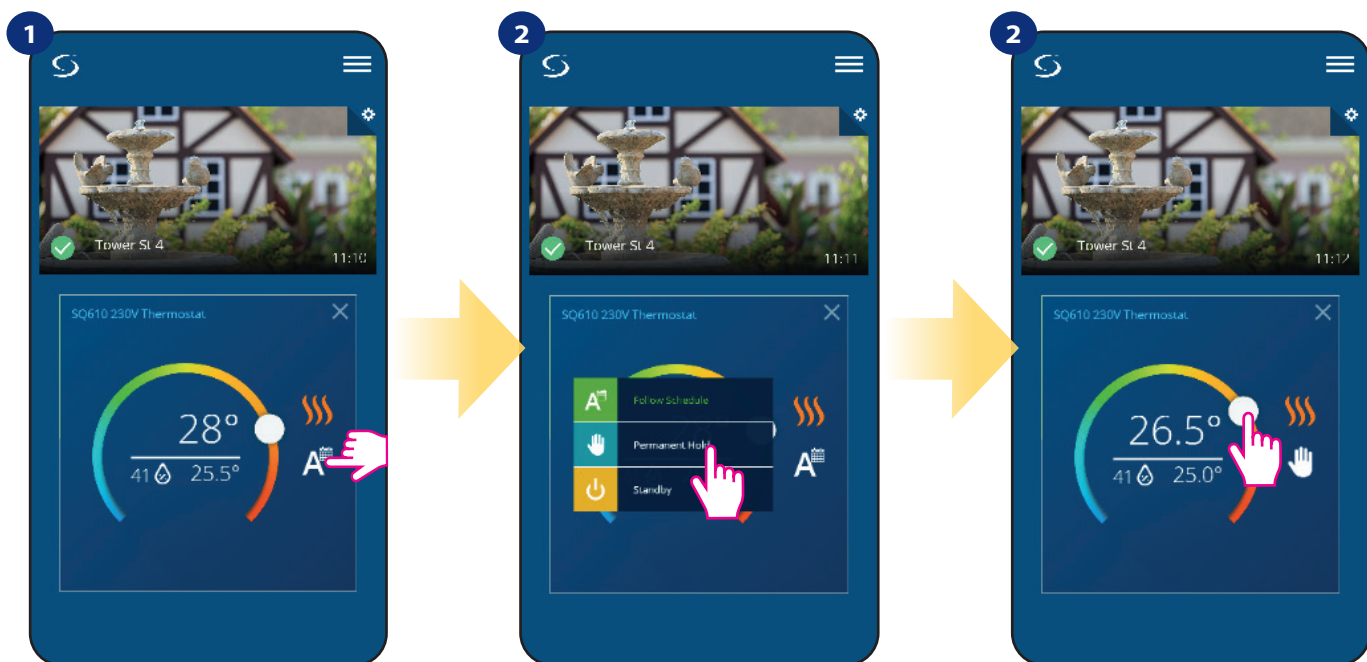 1
Tower St 4
11:10
SQ610 230V Thermostat
28°
41 25.5°
A
2
Tower St 4
11:11
SQ610 230V Thermostat
A Follow Schedule
Permanent Hold
A
Standby
2
Tower St 4
11:12
SQ610 230V Thermostat
26.5°
41 25.0°